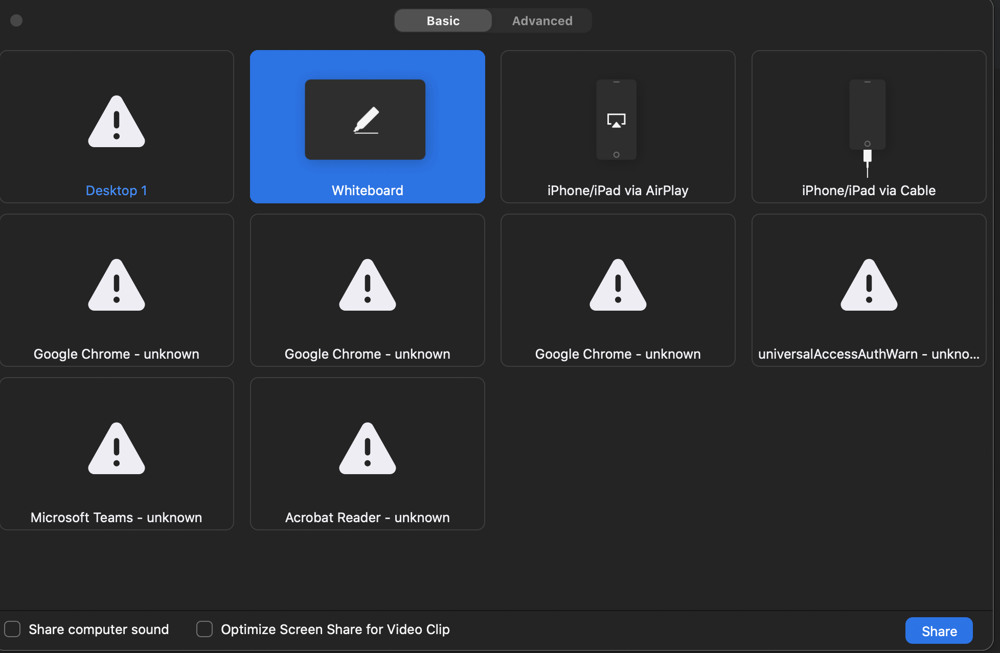 Basic
Advanced
Desktop 1
Whiteboard
iPhone/iPad via AirPlay
iPhone/iPad via Cable
Google Chrome - unknown
Google Chrome - unknown
Google Chrome - unknown
universalAccessAuthWarn - unkno...
Microsoft Teams - unknown
Acrobat Reader - unknown
Share computer sound
Optimize Screen Share for Video Clip
Share